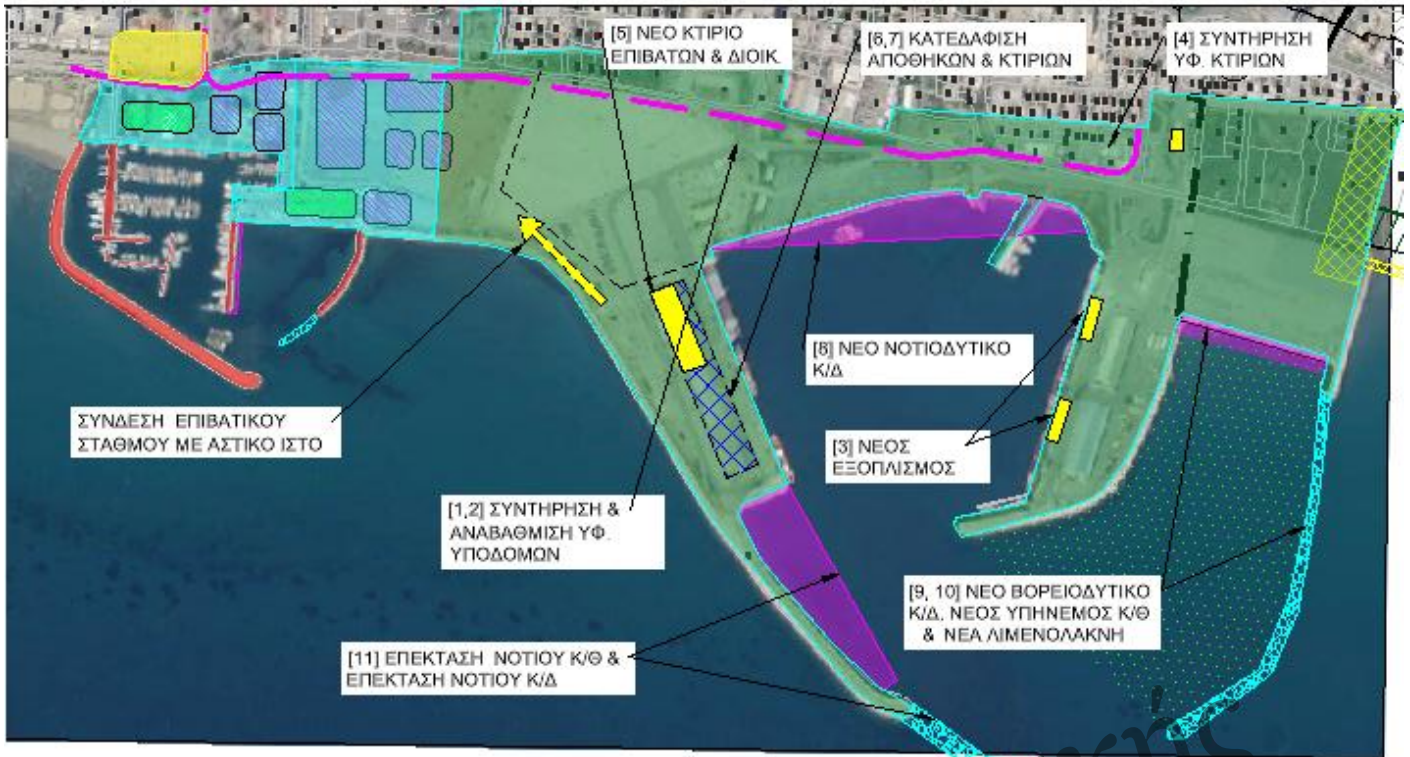 [5] ΝΕΟ ΚΤΙΡΙΟ
ΕΠΙΒΑΤΩΝ & ΔΙΟΙΚ.
[6,7] ΚΑΤΕΔΑΦΙΣΗ
ΑΠΟΘΗΚΩΝ & ΚΤΙΡΙΩΝ
[4] ΣΥΝΤΗΡΗΣΗ
ΥΦ. ΚΤΙΡΙΩΝ
[8] ΝΕΟ ΝΟΤΙΟΔΥΤΙΚΟ
Κ/Δ
ΣΥΝΔΕΣΗ ΕΠΙΒΑΤΙΚΟΥ
ΣΤΑΘΜΟΥ ΜΕ ΑΣΤΙΚΟ ΙΣΤΟ
[3] ΝΕΟΣ
ΕΞΟΠΛΙΣΜΟΣ
[1,2] ΣΥΝΤΗΡΗΣΗ &
ΑΝΑΒΑΘΜΙΣΗ ΥΦ.
ΥΠΟΔΟΜΩΝ
[9, 10] ΝΕΟ ΒΟΡΕΙΟΔΥΤΙΚΟ
Κ/Δ, ΝΕΟΣ ΥΠΗΝΕΜΟΣ Κ/Θ
& ΝΕΑ ΛΙΜΕΝΟΛΑΚΝΗ
[11] ΕΠΕΚΤΑΣΗ ΝΟΤΙΟΥ Κ/Θ &
ΕΠΕΚΤΑΣΗ ΝΟΤΙΟΥ Κ/Δ